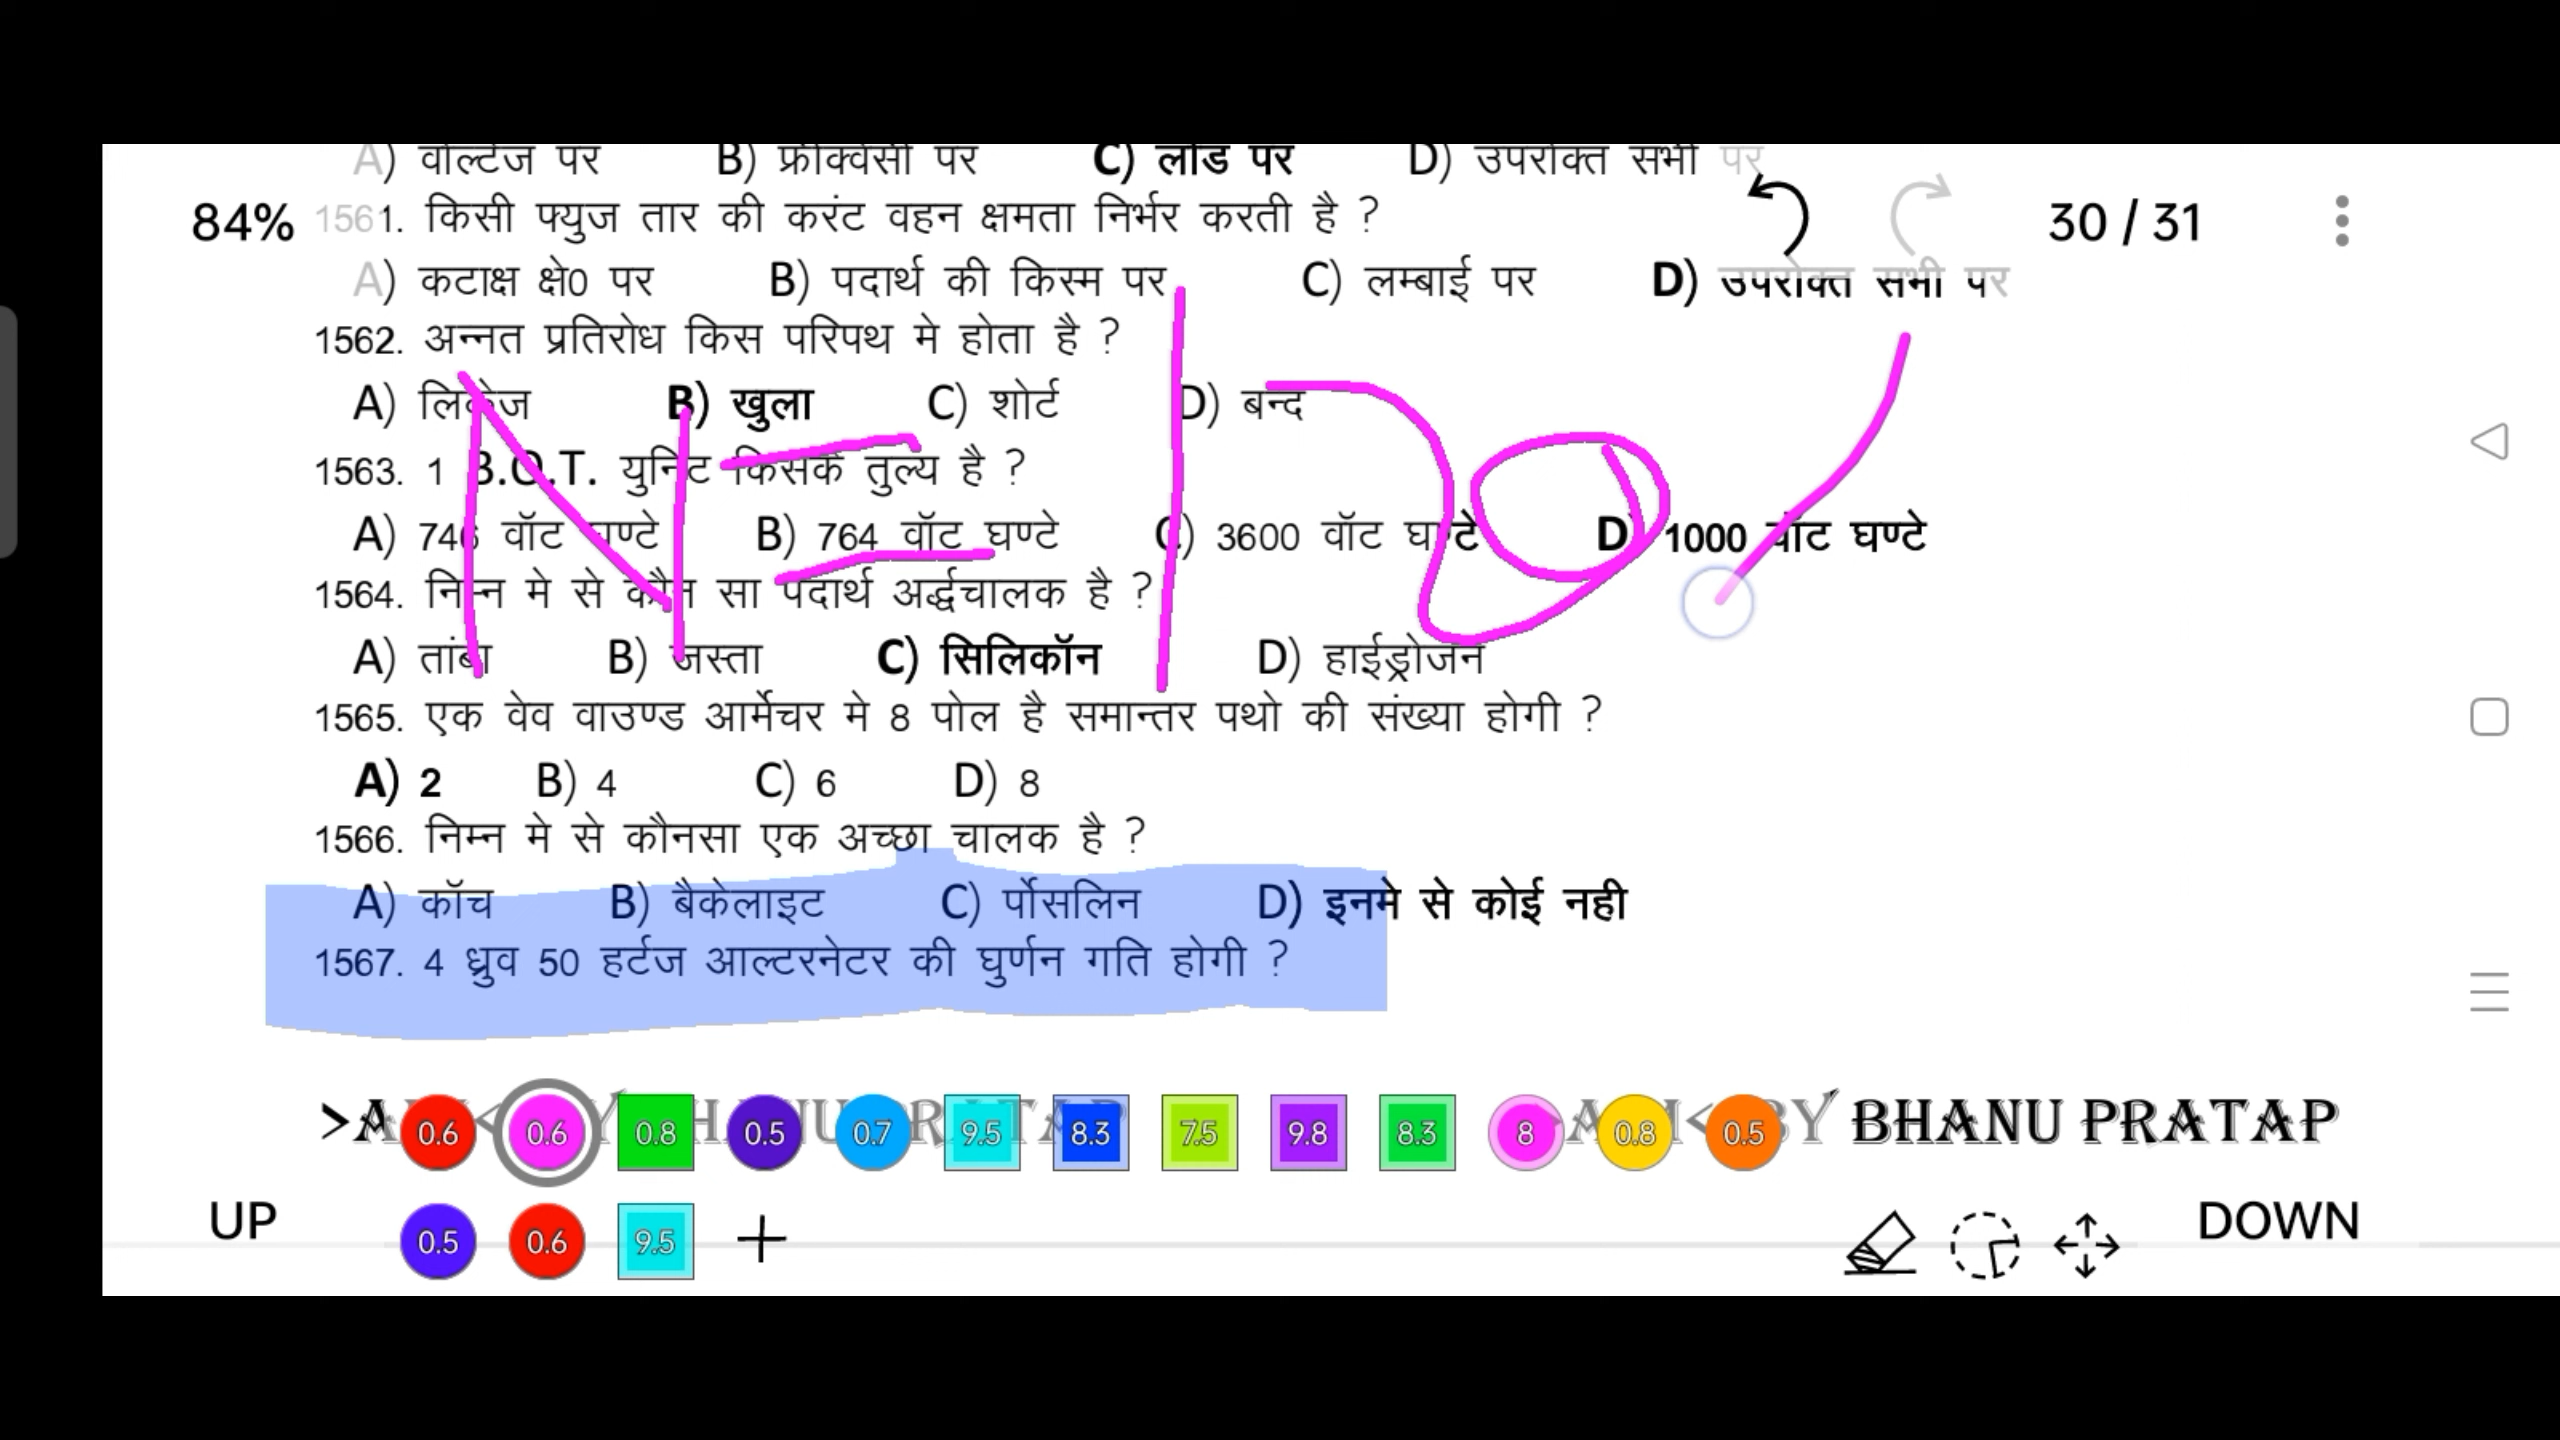 A) वोल्टेज पर B) फ्रीक्वेंसी पर C) लोड पर D) उपरोक्त सभी पर
84% 1561. किसी फ्युज तार की करंट वहन क्षमता निर्भर करती है ? 30 / 31
A) कटाक्ष क्षे0 पर B) पदार्थ की किस्म पर C) लम्बाई पर D) उपरोक्त सभी पर
1562. अन्नत प्रतिरोध किस परिपथ मे होता है ?
A) लिकेज B) खुला C) शोर्ट D) बन्द
1563. 1 B.O.T. युनिट किसके तुल्य है ?
A) 746 वॉट घण्टे B) 764 वॉट घण्टे C) 3600 वॉट घण्टे D) 1000 वॉट घण्टे
1564. निम्न मे से कौन सा पदार्थ अर्द्धचालक है ?
A) तांबा B) जस्ता C) सिलिकॉन D) हाईड्रोजन
1565. एक वेव वाउण्ड आर्मेचर मे 8 पोल है समान्तर पथो की संख्या होगी ?
A) 2 B) 4 C) 6 D) 8
1566. निम्न मे से कौनसा एक अच्छा चालक है ?
A) कॉच B) बैकेलाइट C) र्पोसलिन D) इनमे से कोई नही
1567. 4 ध्रुव 50 हर्टज आल्टरनेटर की घुर्णन गति होगी ?
BY BHANU PRATAP
0.6 0.6 0.8 0.5 0.7 9.5 8.3 7.5 9.8 8.3 8 0.8 0.5
UP 0.5 0.6 9.5 + DOWN